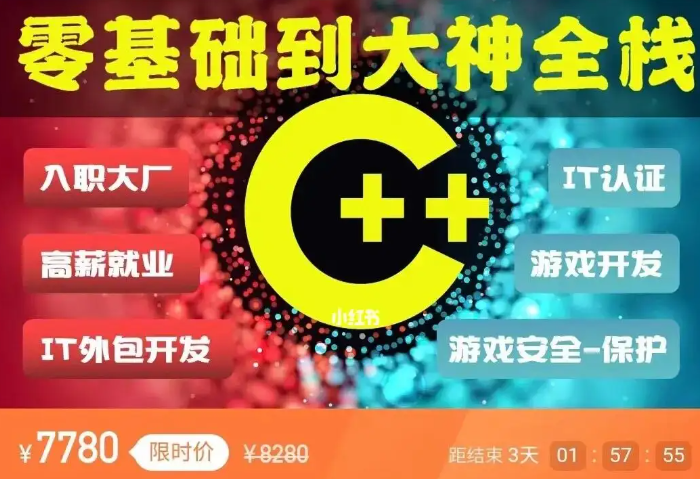 零基础到大神全栈
C++
入职大厂
IT认证
高薪就业
游戏开发
小红书
IT外包开发
游戏安全-保护
¥7780 限时价 ¥8280 距结束 3天 01:57:55